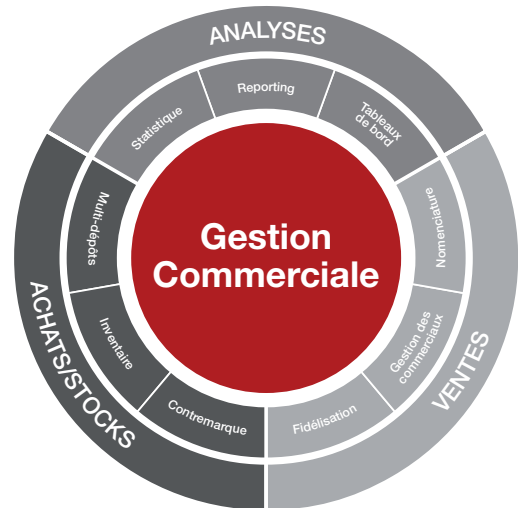 ANALYSES
Statistique
Reporting
Tableaux
de bord
Gestion
Commerciale
VENTES
Nomenclature
Gestion des
commerciaux
Fidélisation
ACHATS/STOCKS
Contremarque
Inventaire
Multi-dépôts